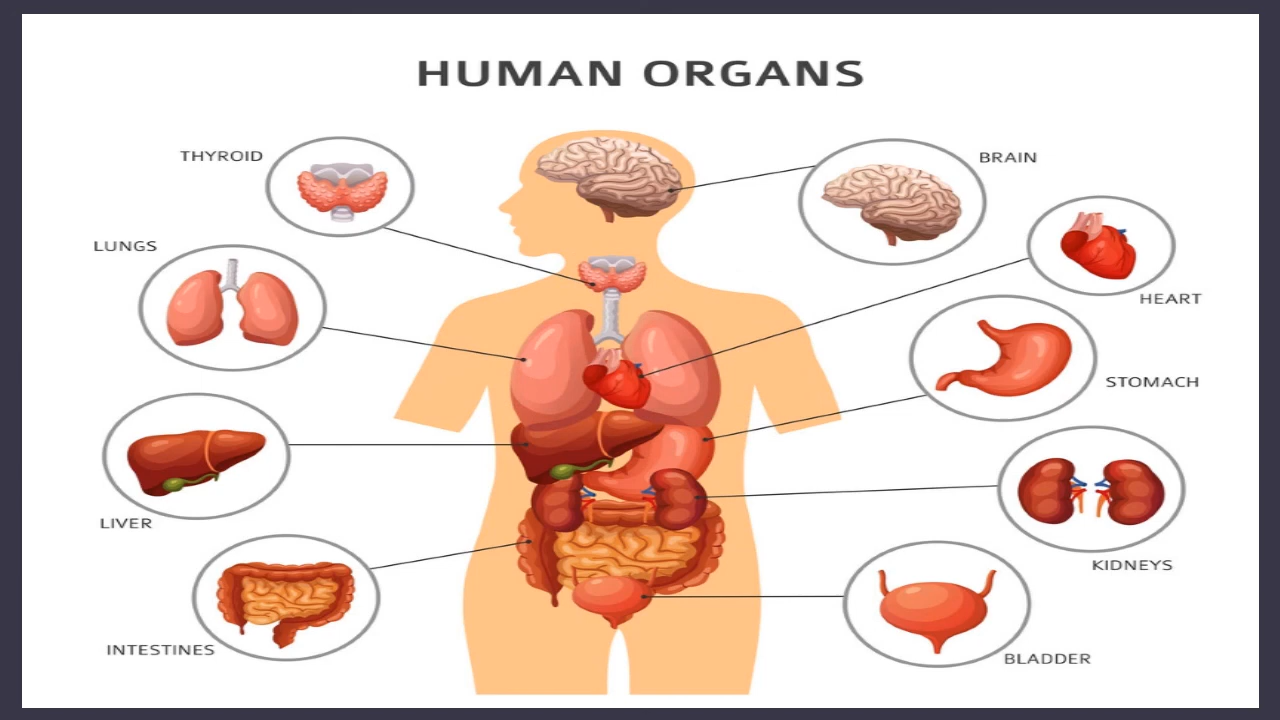 HUMAN ORGANS
THYROID
BRAIN
LUNGS
HEART
STOMACH
LIVER
KIDNEYS
INTESTINES
BLADDER